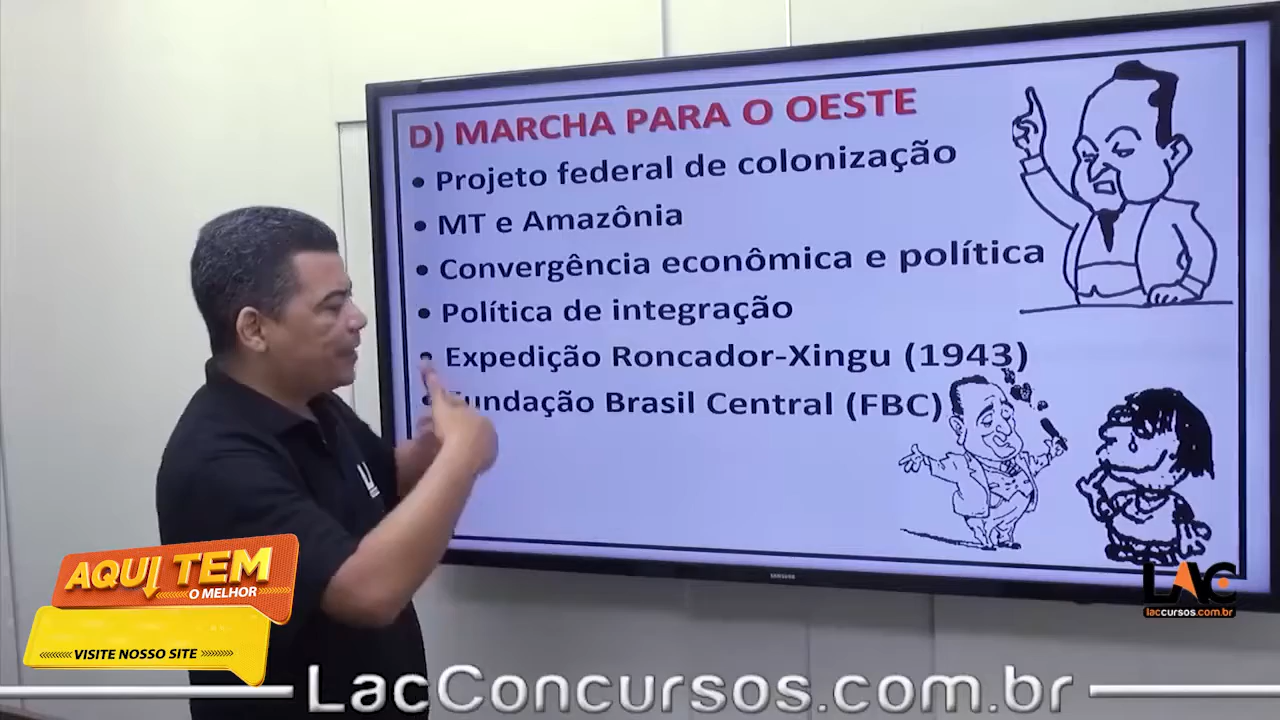 D) MARCHA PARA O OESTE
• Projeto federal de colonização
• MT e Amazônia
• Convergência econômica e política
• Política de integração
• Expedição Roncador-Xingu (1943)
• Fundação Brasil Central (FBC)
SAMSUNG
LAC
laccursos.com.br
AQUI TEM
O MELHOR
VISITE NOSSO SITE
LacConcursos.com.br